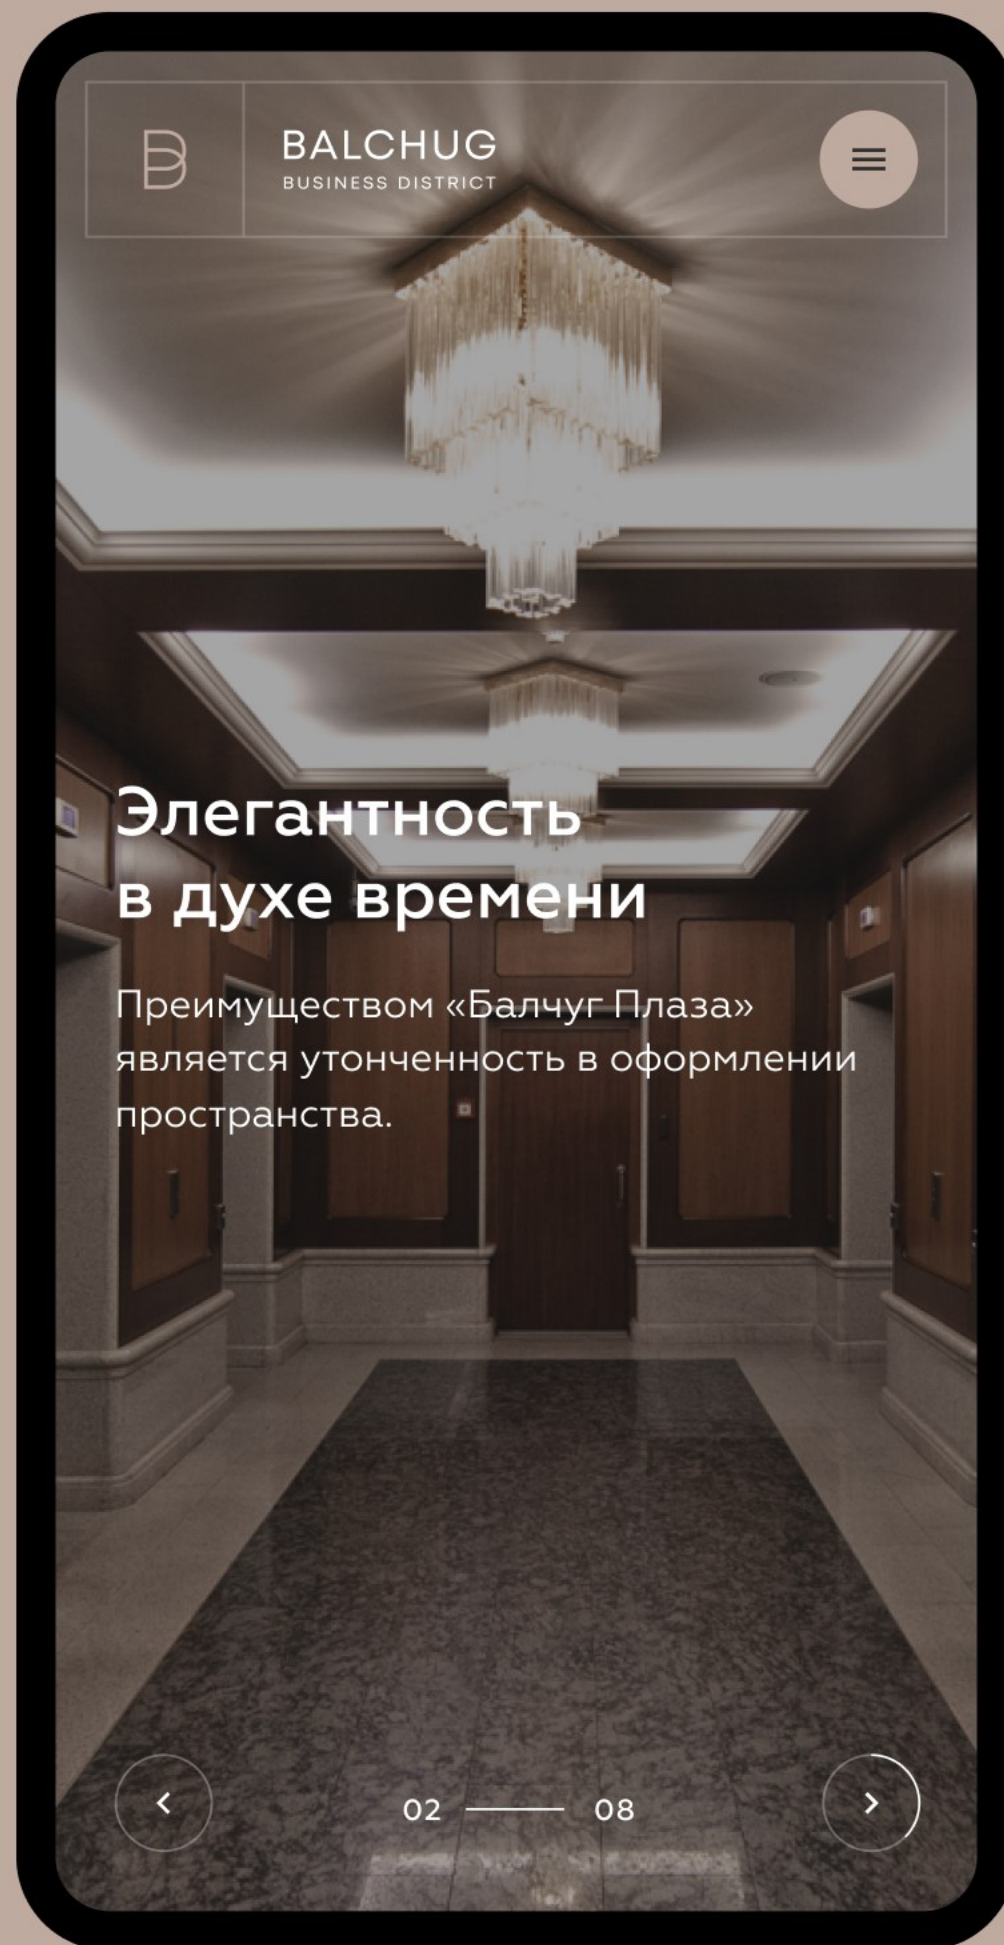 BALCHUG
BUSINESS DISTRICT
Элегантность
в духе времени
Преимуществом «Балчуг Плаза»
является утонченность в оформлении
пространства.
02 08